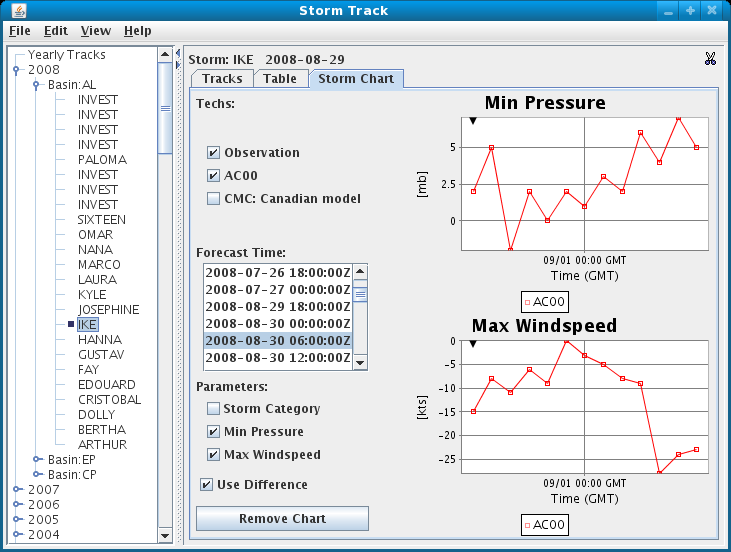 Storm Track
File Edit View Help
Yearly Tracks
2008
Basin:AL
INVEST
INVEST
INVEST
INVEST
PALOMA
INVEST
INVEST
INVEST
SIXTEEN
OMAR
NANA
MARCO
LAURA
KYLE
JOSEPHINE
IKE
HANNA
GUSTAV
FAY
EDOUARD
CRISTOBAL
DOLLY
BERTHA
ARTHUR
Basin:EP
Basin:CP
2007
2006
2005
2004
Storm: IKE 2008-08-29
Tracks Table Storm Chart
Techs:
Observation
AC00
CMC: Canadian model
Forecast Time:
2008-07-26 18:00:00Z
2008-07-27 00:00:00Z
2008-08-29 18:00:00Z
2008-08-30 00:00:00Z
2008-08-30 06:00:00Z
2008-08-30 12:00:00Z
Parameters:
Storm Category
Min Pressure
Max Windspeed
Use Difference
Remove Chart
Min Pressure
[mb]
5
2.5
0
09/01 00:00 GMT
Time (GMT)
AC00
Max Windspeed
[kts]
0
-5
-10
-15
-20
-25
09/01 00:00 GMT
Time (GMT)
AC00